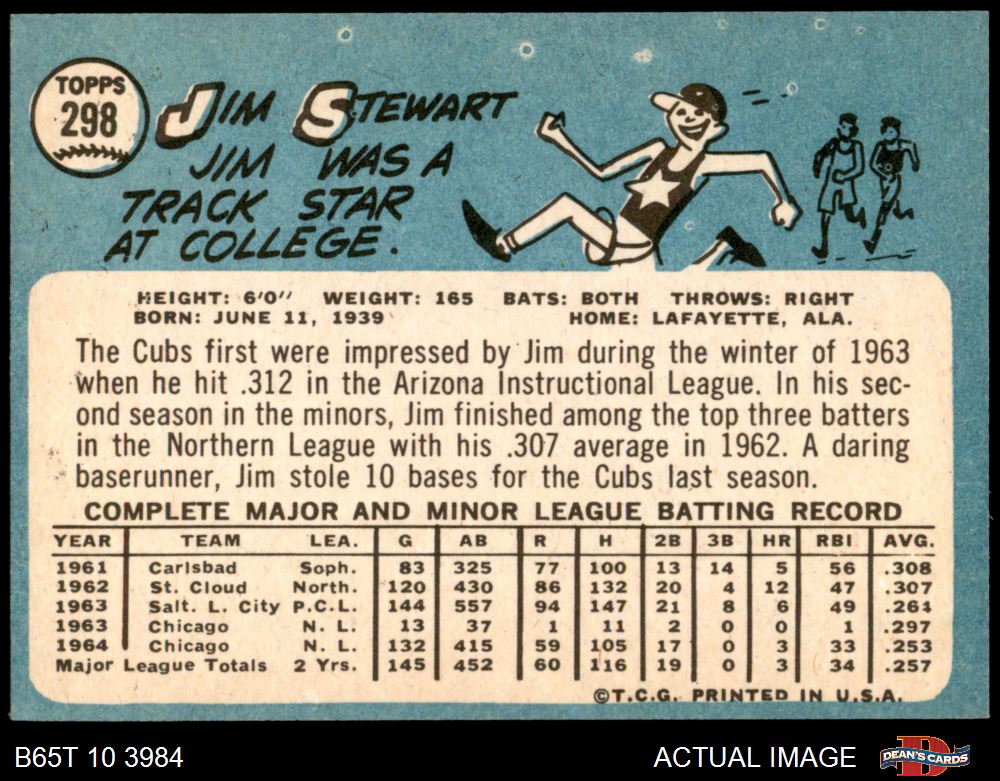 TOPPS
298
JIM STEWART
JIM WAS A
TRACK STAR
AT COLLEGE.
HEIGHT: 6'0" WEIGHT: 165 BATS: BOTH THROWS: RIGHT
BORN: JUNE 11, 1939 HOME: LAFAYETTE, ALA.
The Cubs first were impressed by Jim during the winter of 1963
when he hit .312 in the Arizona Instructional League. In his sec-
ond season in the minors, Jim finished among the top three batters
in the Northern League with his .307 average in 1962. A daring
baserunner, Jim stole 10 bases for the Cubs last season.
COMPLETE MAJOR AND MINOR LEAGUE BATTING RECORD
YEAR TEAM LEA. G AB R H 2B 3B HR RBI AVG.
1961 Carlsbad Soph. 83 325 77 100 13 14 5 56 .308
1962 St. Cloud North. 120 430 86 132 20 4 12 47 .307
1963 Salt. L. City P.C.L. 144 557 94 147 21 8 6 49 .264
1963 Chicago N. L. 13 37 1 11 2 0 0 1 .297
1964 Chicago N. L. 132 415 59 105 17 0 3 33 .253
Major League Totals 2 Yrs. 145 452 60 116 19 0 3 34 .257
©T.C.G. PRINTED IN U.S.A.
B65T 10 3984 ACTUAL IMAGE DEAN'S CARDS